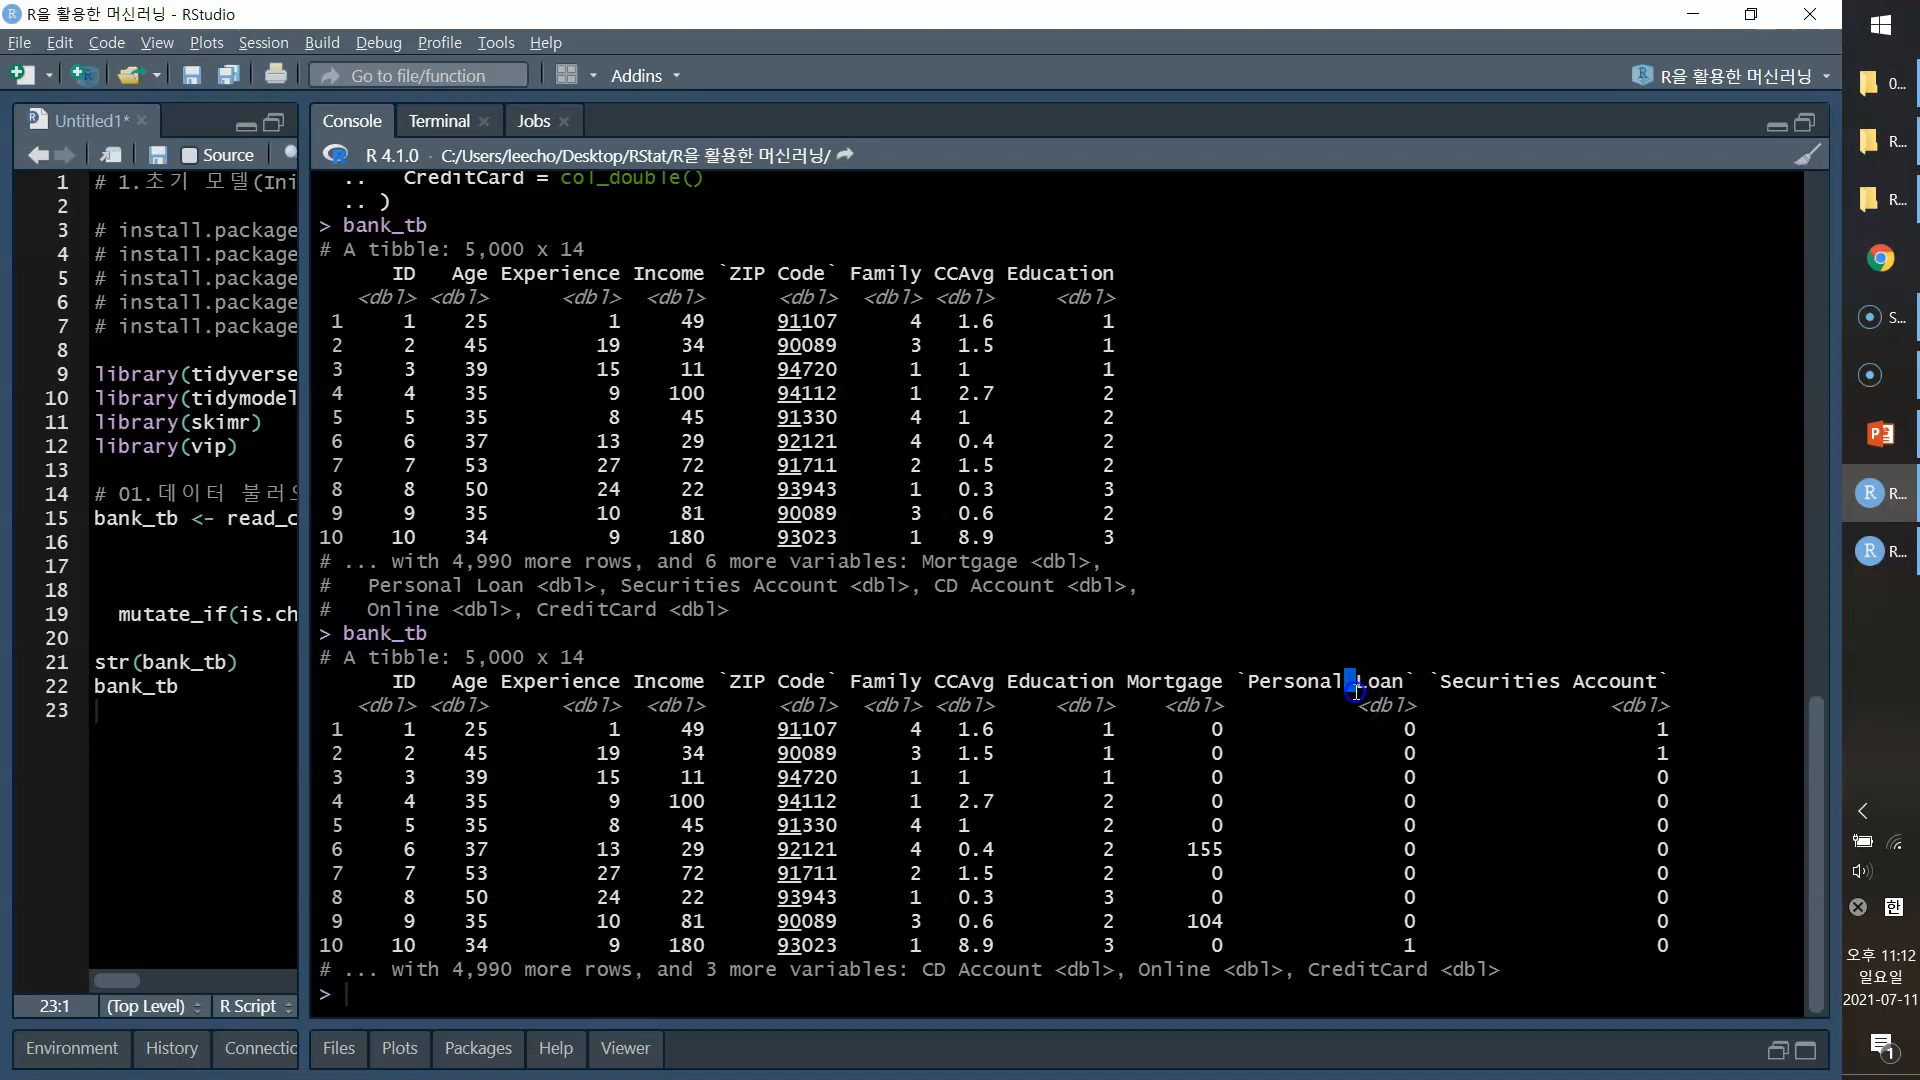 R을 활용한 머신러닝 - RStudio
File Edit Code View Plots Session Build Debug Profile Tools Help
Go to file/function Addins R을 활용한 머신러닝
Untitled1* Console Terminal Jobs
Source R 4.1.0 · C:/Users/leecho/Desktop/RStat/R을 활용한 머신러닝/
1 # 1.초기 모델(Ini
2
3 # install.package
4 # install.package
5 # install.package
6 # install.package
7 # install.package
8
9 library(tidyverse
10 library(tidymodel
11 library(skimr)
12 library(vip)
13
14 # 01.데이터 불러오
15 bank_tb <- read_c
16
17
18
19 mutate_if(is.ch
20
21 str(bank_tb)
22 bank_tb
23
23:1 (Top Level) R Script
.. CreditCard = col_double()
.. )
> bank_tb
# A tibble: 5,000 x 14
ID Age Experience Income `ZIP Code` Family CCAvg Education
<dbl> <dbl> <dbl> <dbl> <dbl> <dbl> <dbl> <dbl>
1 1 25 1 49 91107 4 1.6 1
2 2 45 19 34 90089 3 1.5 1
3 3 39 15 11 94720 1 1 1
4 4 35 9 100 94112 1 2.7 2
5 5 35 8 45 91330 4 1 2
6 6 37 13 29 92121 4 0.4 2
7 7 53 27 72 91711 2 1.5 2
8 8 50 24 22 93943 1 0.3 3
9 9 35 10 81 90089 3 0.6 2
10 10 34 9 180 93023 1 8.9 3
# ... with 4,990 more rows, and 6 more variables: Mortgage <dbl>,
# Personal Loan <dbl>, Securities Account <dbl>, CD Account <dbl>,
# Online <dbl>, CreditCard <dbl>
> bank_tb
# A tibble: 5,000 x 14
ID Age Experience Income `ZIP Code` Family CCAvg Education Mortgage `Personal Loan` `Securities Account`
<dbl> <dbl> <dbl> <dbl> <dbl> <dbl> <dbl> <dbl> <dbl> <dbl> <dbl>
1 1 25 1 49 91107 4 1.6 1 0 0 1
2 2 45 19 34 90089 3 1.5 1 0 0 1
3 3 39 15 11 94720 1 1 1 0 0 0
4 4 35 9 100 94112 1 2.7 2 0 0 0
5 5 35 8 45 91330 4 1 2 0 0 0
6 6 37 13 29 92121 4 0.4 2 155 0 0
7 7 53 27 72 91711 2 1.5 2 0 0 0
8 8 50 24 22 93943 1 0.3 3 0 0 0
9 9 35 10 81 90089 3 0.6 2 104 0 0
10 10 34 9 180 93023 1 8.9 3 0 1 0
# ... with 4,990 more rows, and 3 more variables: CD Account <dbl>, Online <dbl>, CreditCard <dbl>
>
Environment History Connectio Files Plots Packages Help Viewer
0...
R...
R...
S...
R...
R...
한
오후 11:12
일요일
2021-07-11
1